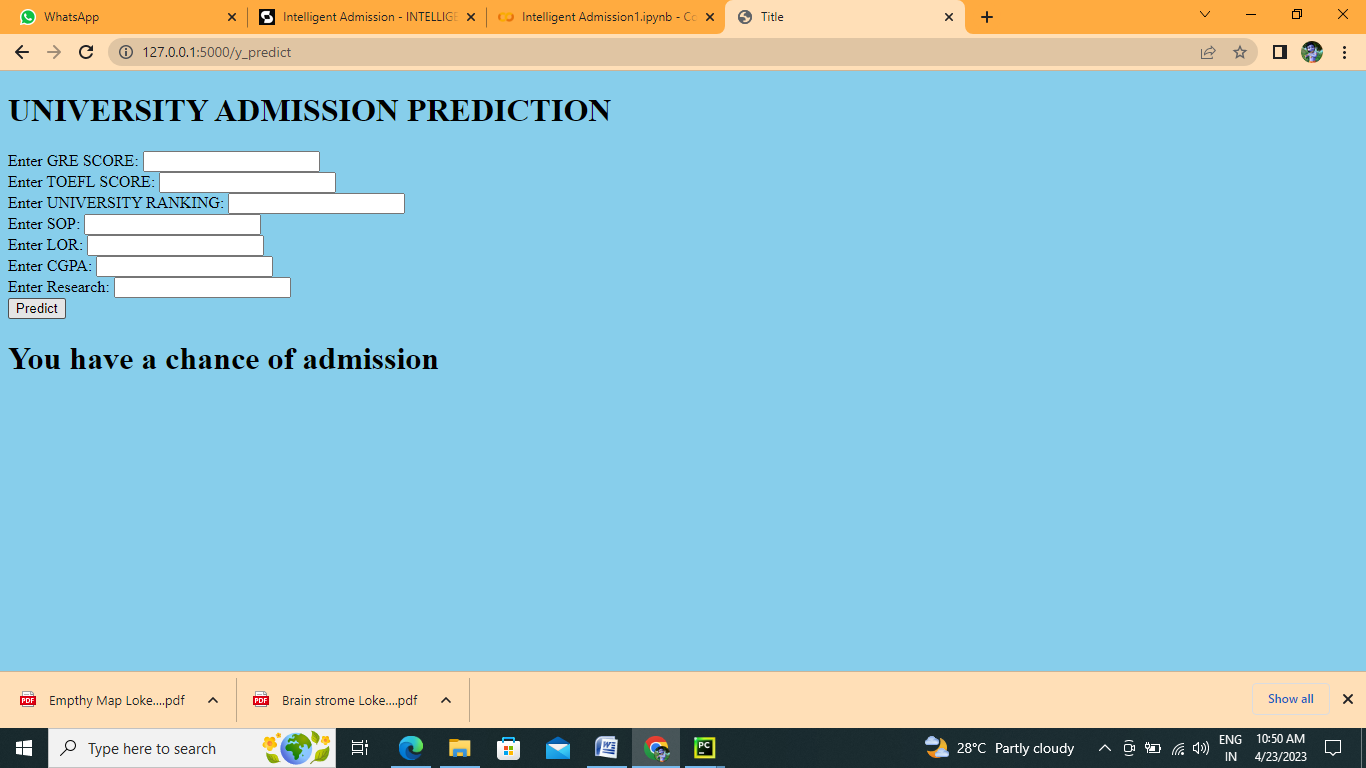 WhatsApp
Intelligent Admission - INTELLIGE
Intelligent Admission1.ipynb - Co
Title
127.0.0.1:5000/y_predict
UNIVERSITY ADMISSION PREDICTION
Enter GRE SCORE:
Enter TOEFL SCORE:
Enter UNIVERSITY RANKING:
Enter SOP:
Enter LOR:
Enter CGPA:
Enter Research:
Predict
You have a chance of admission
Empthy Map Loke....pdf
Brain strome Loke....pdf
Show all
Type here to search
28°C Partly cloudy
ENG
IN
10:50 AM
4/23/2023